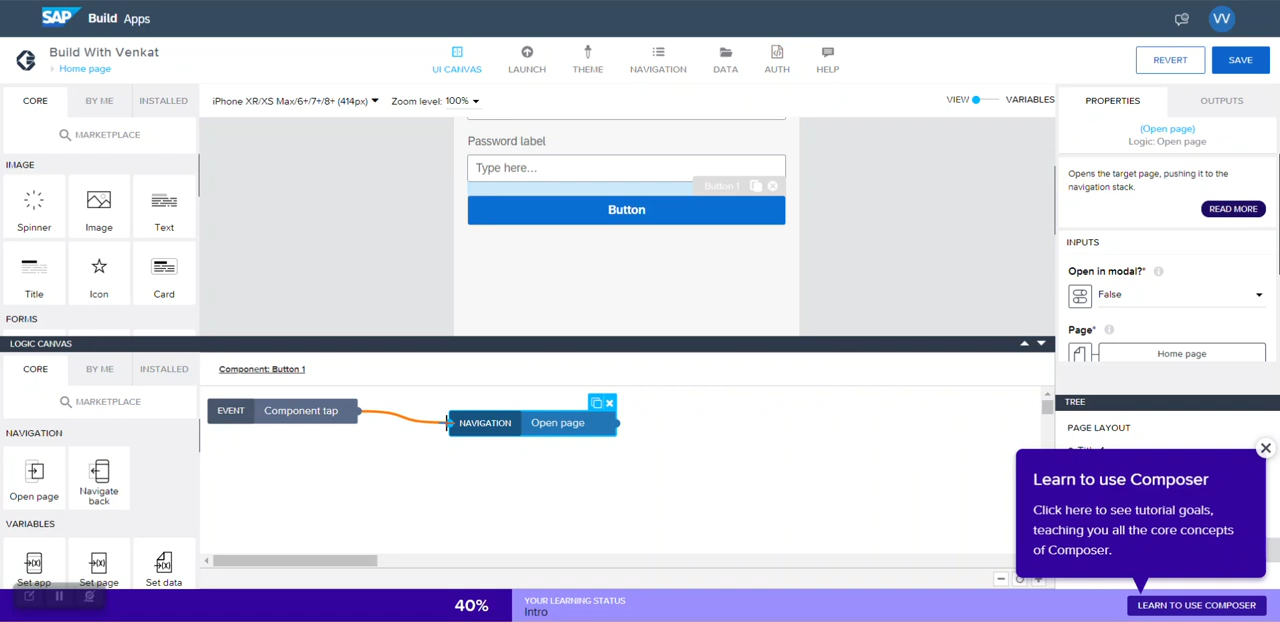 SAP Build Apps
VV
Build With Venkat
Home page
UI CANVAS
LAUNCH
THEME
NAVIGATION
DATA
AUTH
HELP
REVERT
SAVE
CORE
BY ME
INSTALLED
MARKETPLACE
IMAGE
Spinner
Image
Text
Title
Icon
Card
FORMS
iPhone XR/XS Max/6+/7+/8+ (414px)
Zoom level: 100%
VIEW
VARIABLES
Password label
Type here...
Button 1
Button
PROPERTIES
OUTPUTS
(Open page)
Logic: Open page
Opens the target page, pushing it to the
navigation stack.
READ MORE
INPUTS
Open in modal?*
False
Page*
Home page
LOGIC CANVAS
CORE
BY ME
INSTALLED
MARKETPLACE
NAVIGATION
Open page
Navigate
back
VARIABLES
Set app
Set page
Set data
Component: Button 1
EVENT
Component tap
NAVIGATION
Open page
TREE
PAGE LAYOUT
Learn to use Composer
Click here to see tutorial goals,
teaching you all the core concepts
of Composer.
40%
YOUR LEARNING STATUS
Intro
LEARN TO USE COMPOSER